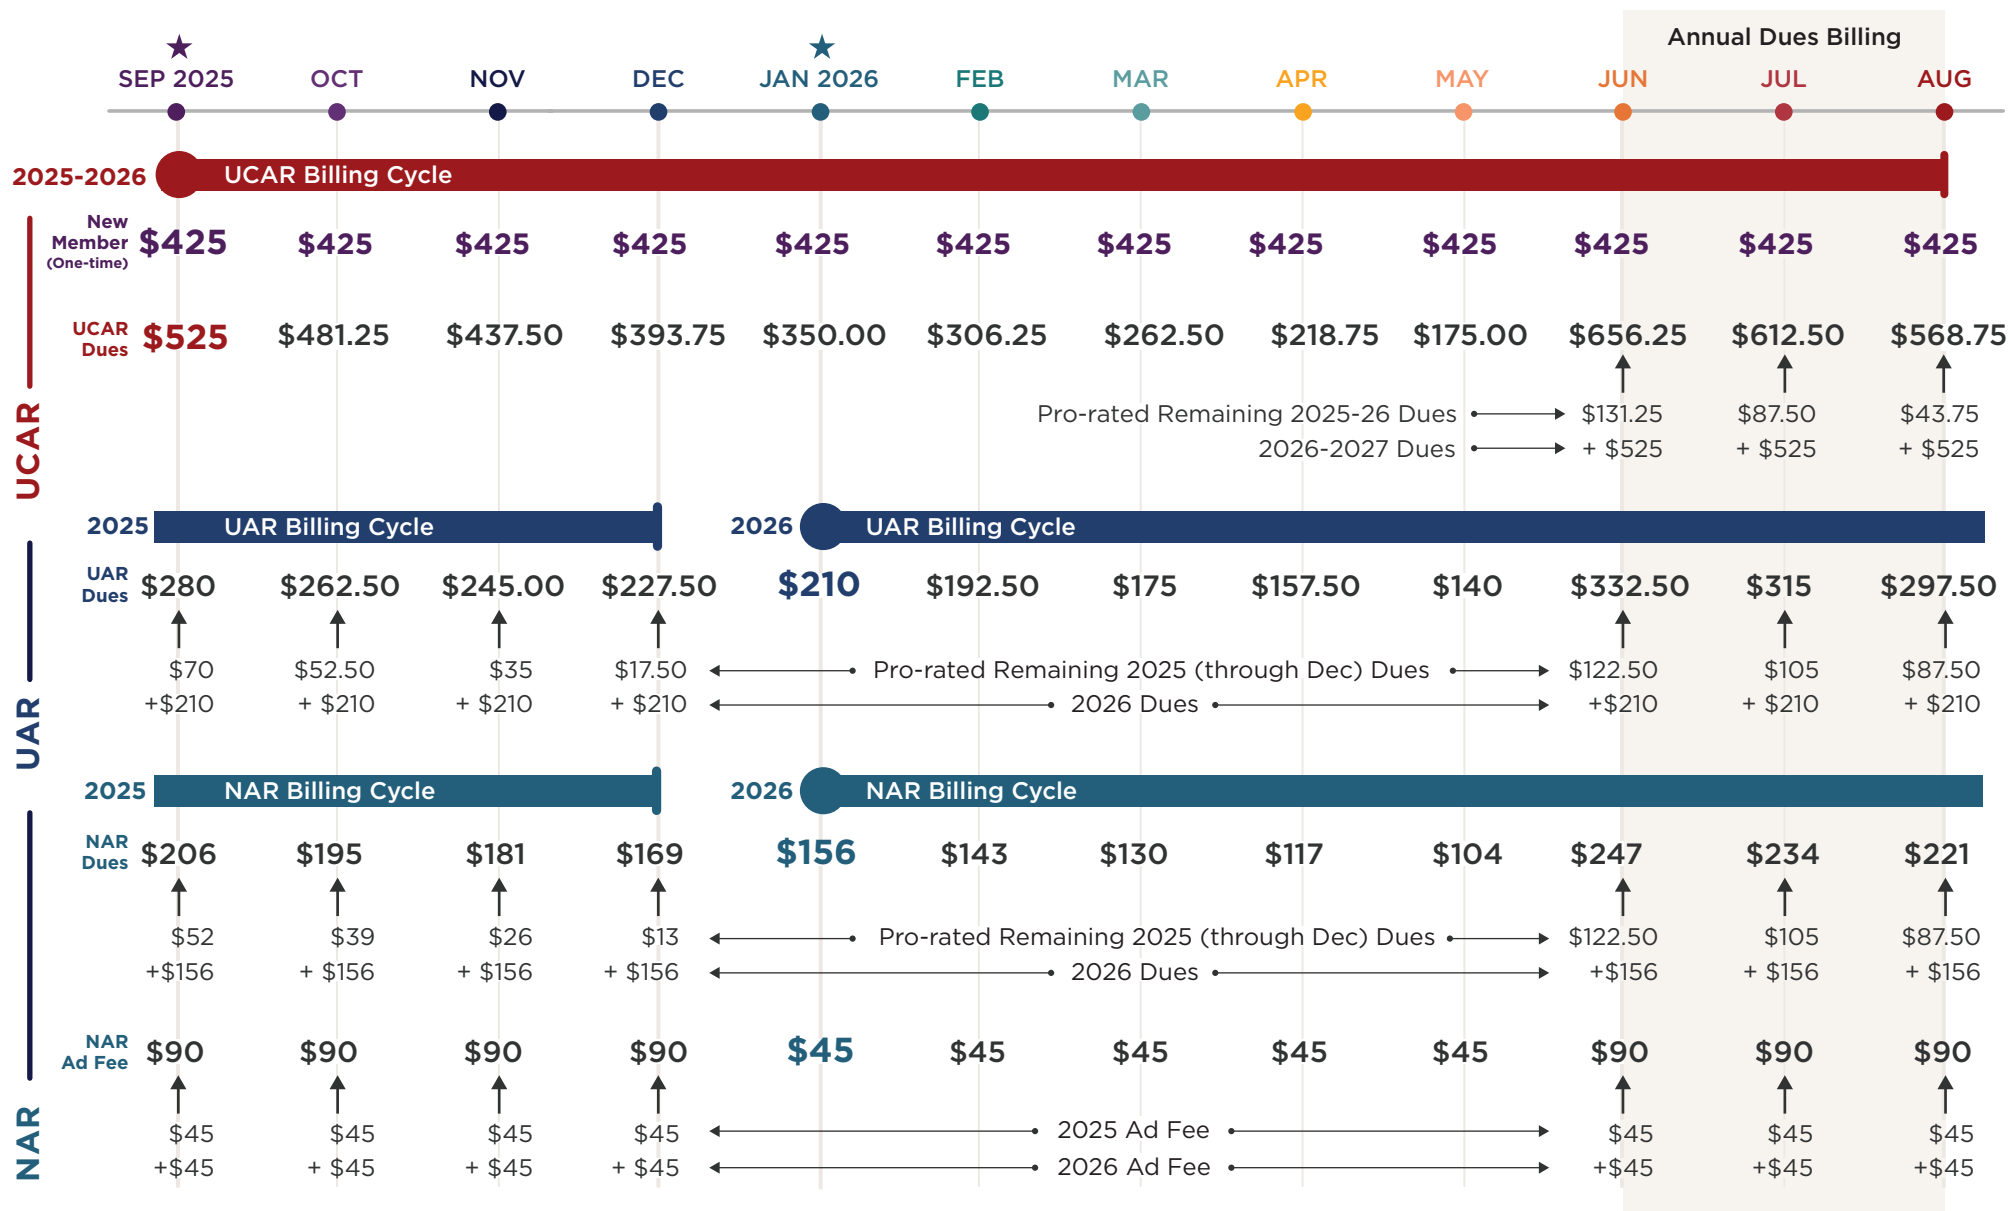 Annual Dues Billing
★ ★
SEP 2025 OCT NOV DEC JAN 2026 FEB MAR APR MAY JUN JUL AUG
2025-2026 UCAR Billing Cycle
New
Member
(One-time)
$425 $425 $425 $425 $425 $425 $425 $425 $425 $425 $425 $425
UCAR
Dues
$525 $481.25 $437.50 $393.75 $350.00 $306.25 $262.50 $218.75 $175.00 $656.25 $612.50 $568.75
Pro-rated Remaining 2025-26 Dues $131.25 $87.50 $43.75
2026-2027 Dues + $525 + $525 + $525
UCAR
2025 UAR Billing Cycle 2026 UAR Billing Cycle
UAR
Dues
$280 $262.50 $245.00 $227.50 $210 $192.50 $175 $157.50 $140 $332.50 $315 $297.50
$70 $52.50 $35 $17.50 Pro-rated Remaining 2025 (through Dec) Dues $122.50 $105 $87.50
+$210 + $210 + $210 + $210 2026 Dues +$210 + $210 + $210
UAR
2025 NAR Billing Cycle 2026 NAR Billing Cycle
NAR
Dues
$206 $195 $181 $169 $156 $143 $130 $117 $104 $247 $234 $221
$52 $39 $26 $13 Pro-rated Remaining 2025 (through Dec) Dues $122.50 $105 $87.50
+$156 + $156 + $156 + $156 2026 Dues +$156 + $156 + $156
NAR
Ad Fee
$90 $90 $90 $90 $45 $45 $45 $45 $45 $90 $90 $90
$45 $45 $45 $45 2025 Ad Fee $45 $45 $45
+$45 + $45 + $45 + $45 2026 Ad Fee +$45 +$45 +$45
NAR